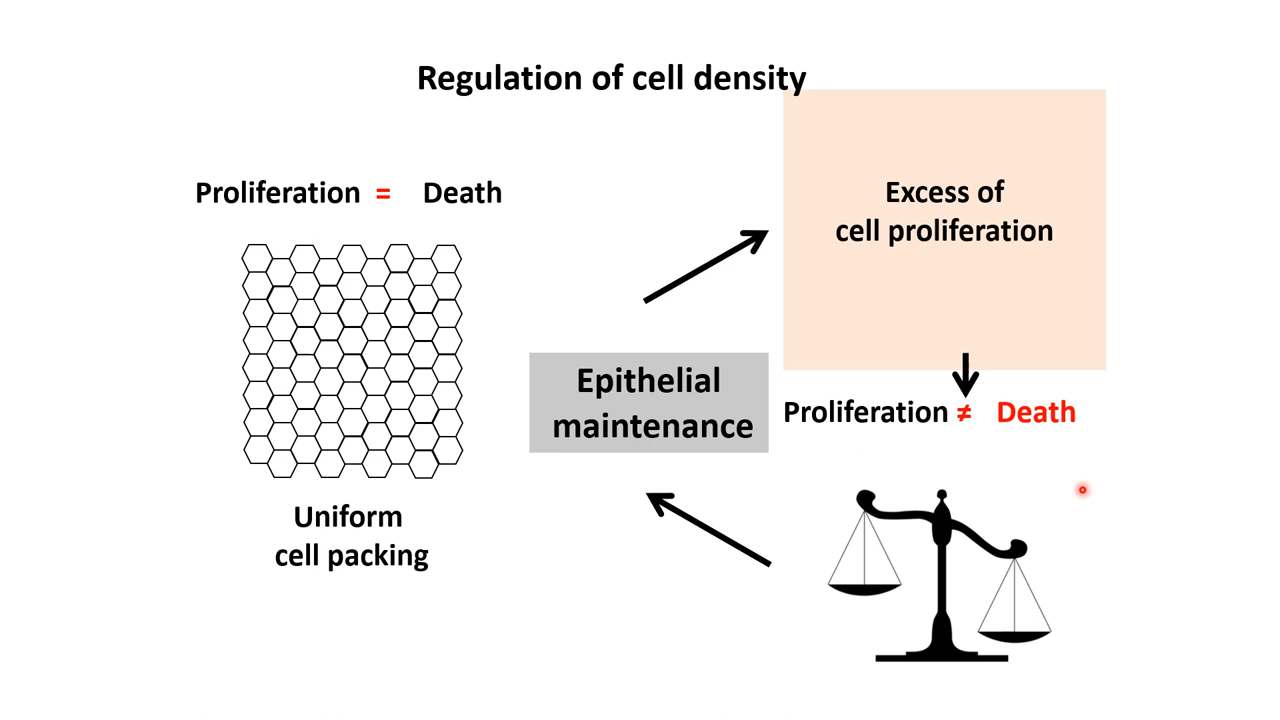 Regulation of cell density
Proliferation = Death
Uniform
cell packing
Epithelial
maintenance
Excess of
cell proliferation
Proliferation ≠ Death